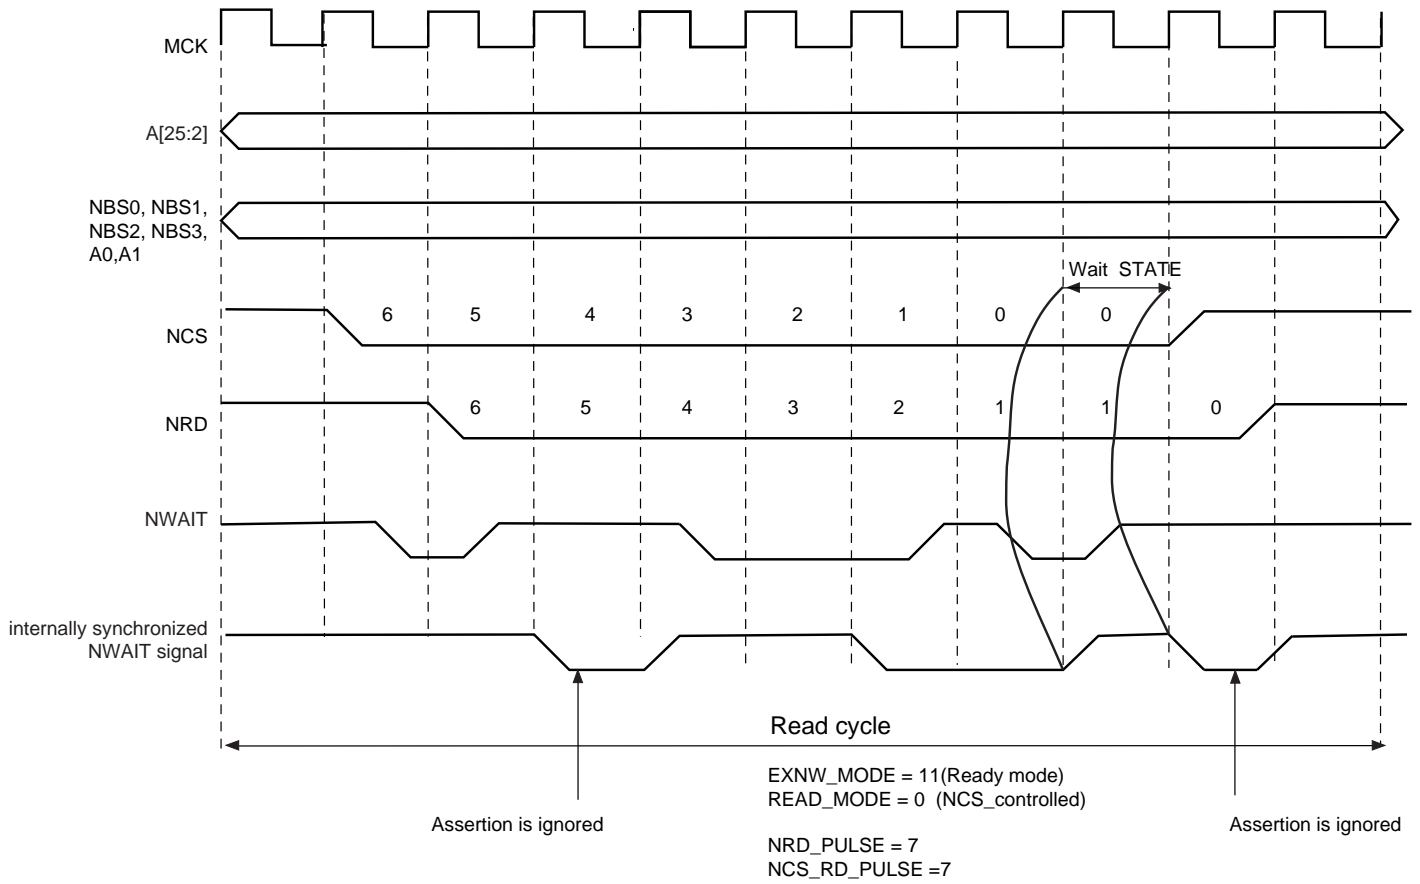 MCK
A[25:2]
NBS0, NBS1,
NBS2, NBS3,
A0,A1
Wait STATE
NCS
6 5 4 3 2 1 0 0
NRD
6 5 4 3 2 1 1 0
NWAIT
internally synchronized
NWAIT signal
Read cycle
EXNW_MODE = 11(Ready mode)
READ_MODE = 0 (NCS_controlled)
Assertion is ignored
Assertion is ignored
NRD_PULSE = 7
NCS_RD_PULSE =7